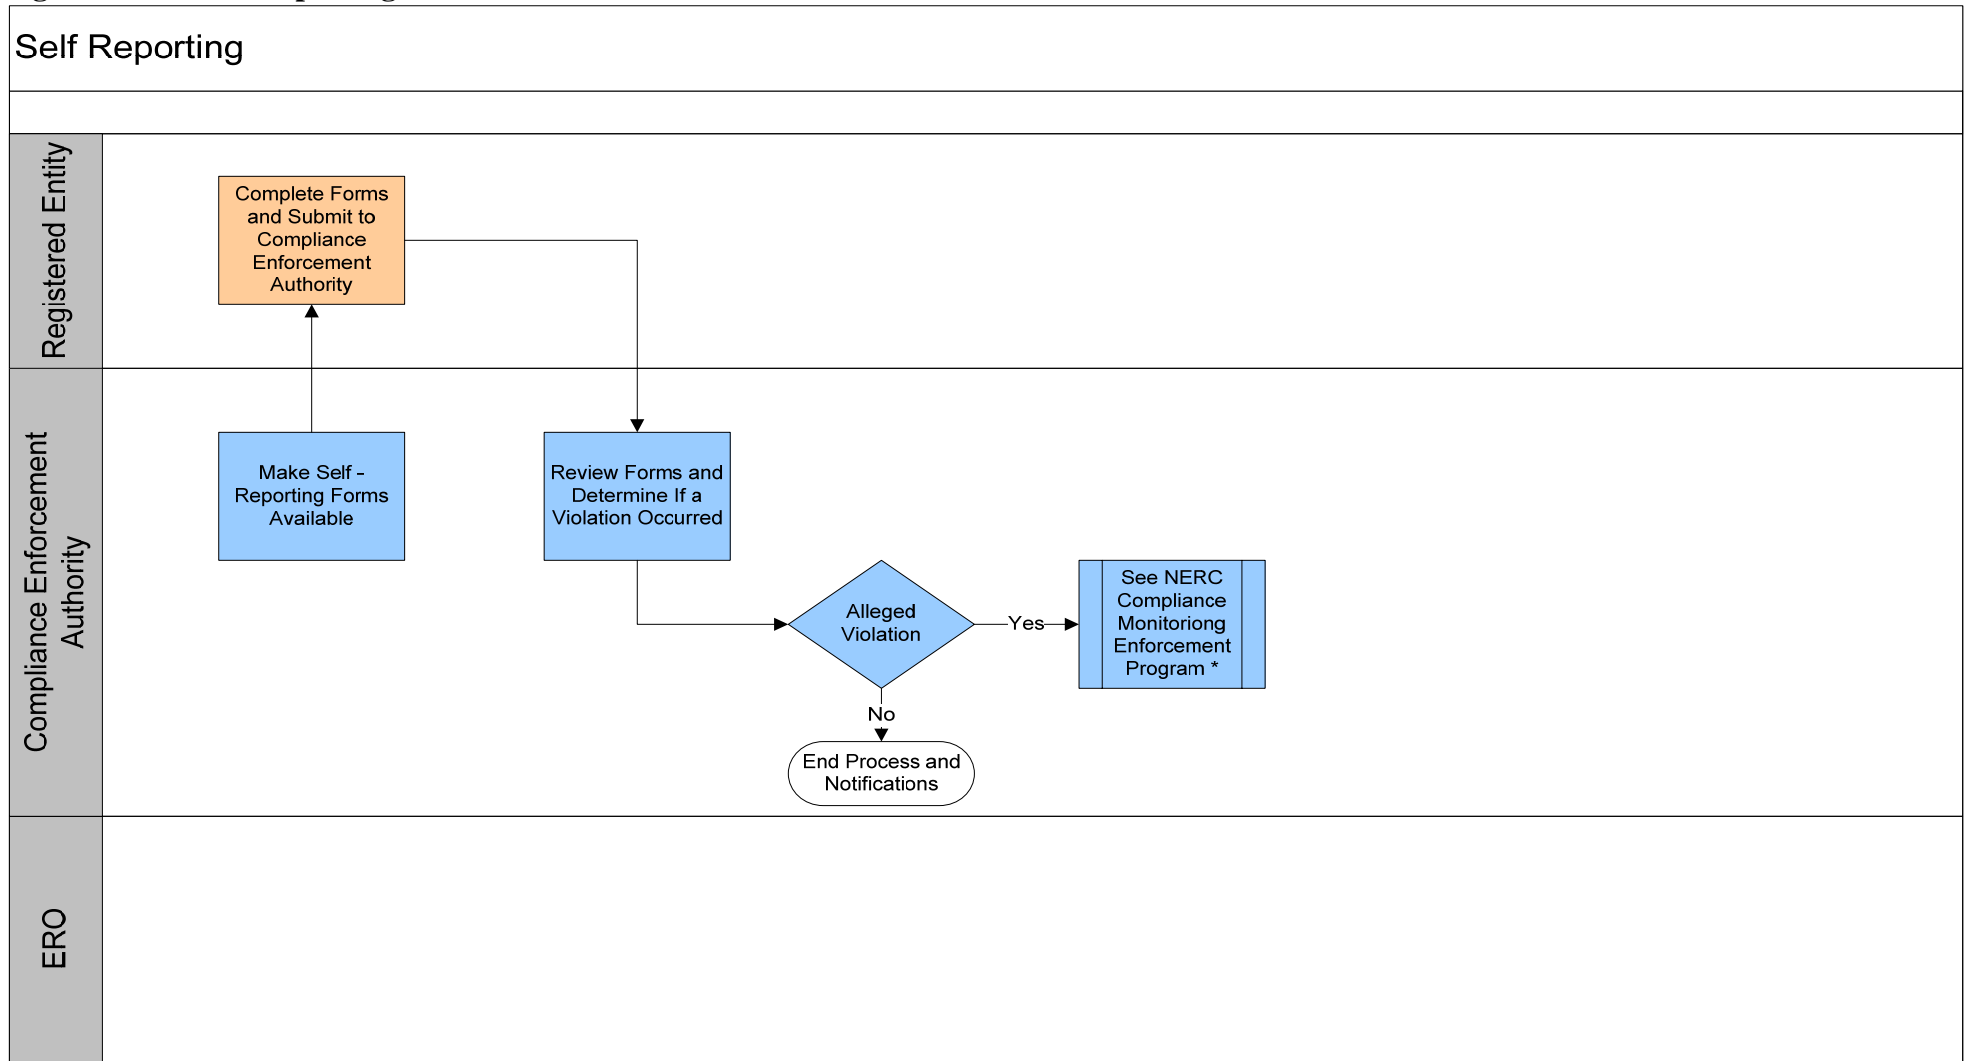 Self Reporting
Registered Entity
Complete Forms
and Submit to
Compliance
Enforcement
Authority
Compliance Enforcement
Authority
Make Self -
Reporting Forms
Available
Review Forms and
Determine If a
Violation Occurred
Alleged
Violation
Yes
See NERC
Compliance
Monitoriong
Enforcement
Program *
No
End Process and
Notifications
ERO